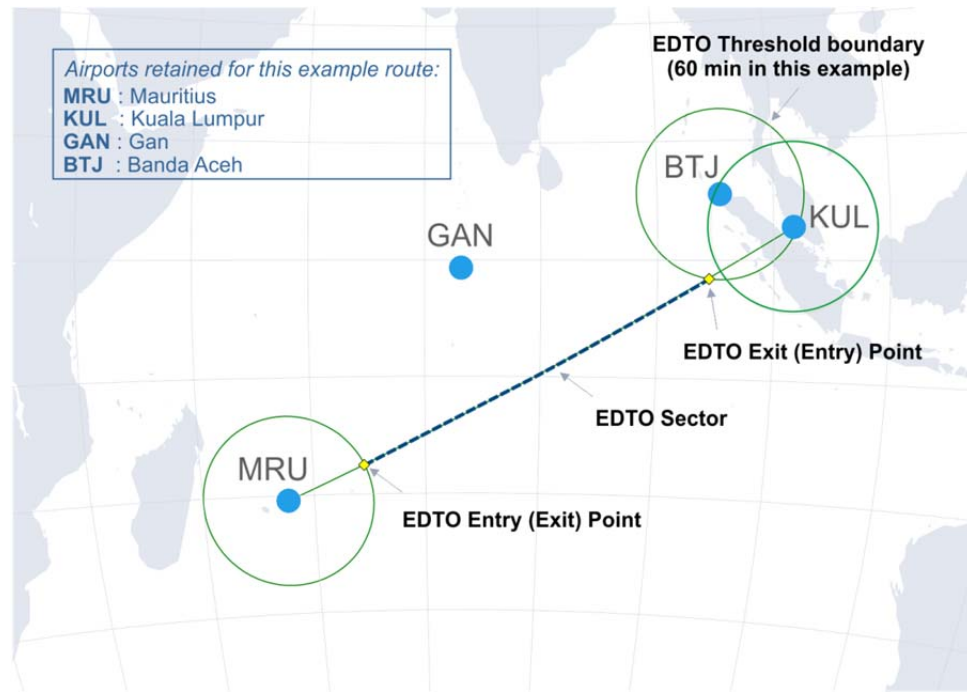 Airports retained for this example route:
MRU : Mauritius
KUL : Kuala Lumpur
GAN : Gan
BTJ : Banda Aceh
EDTO Threshold boundary
(60 min in this example)
BTJ
KUL
GAN
EDTO Exit (Entry) Point
EDTO Sector
MRU
EDTO Entry (Exit) Point